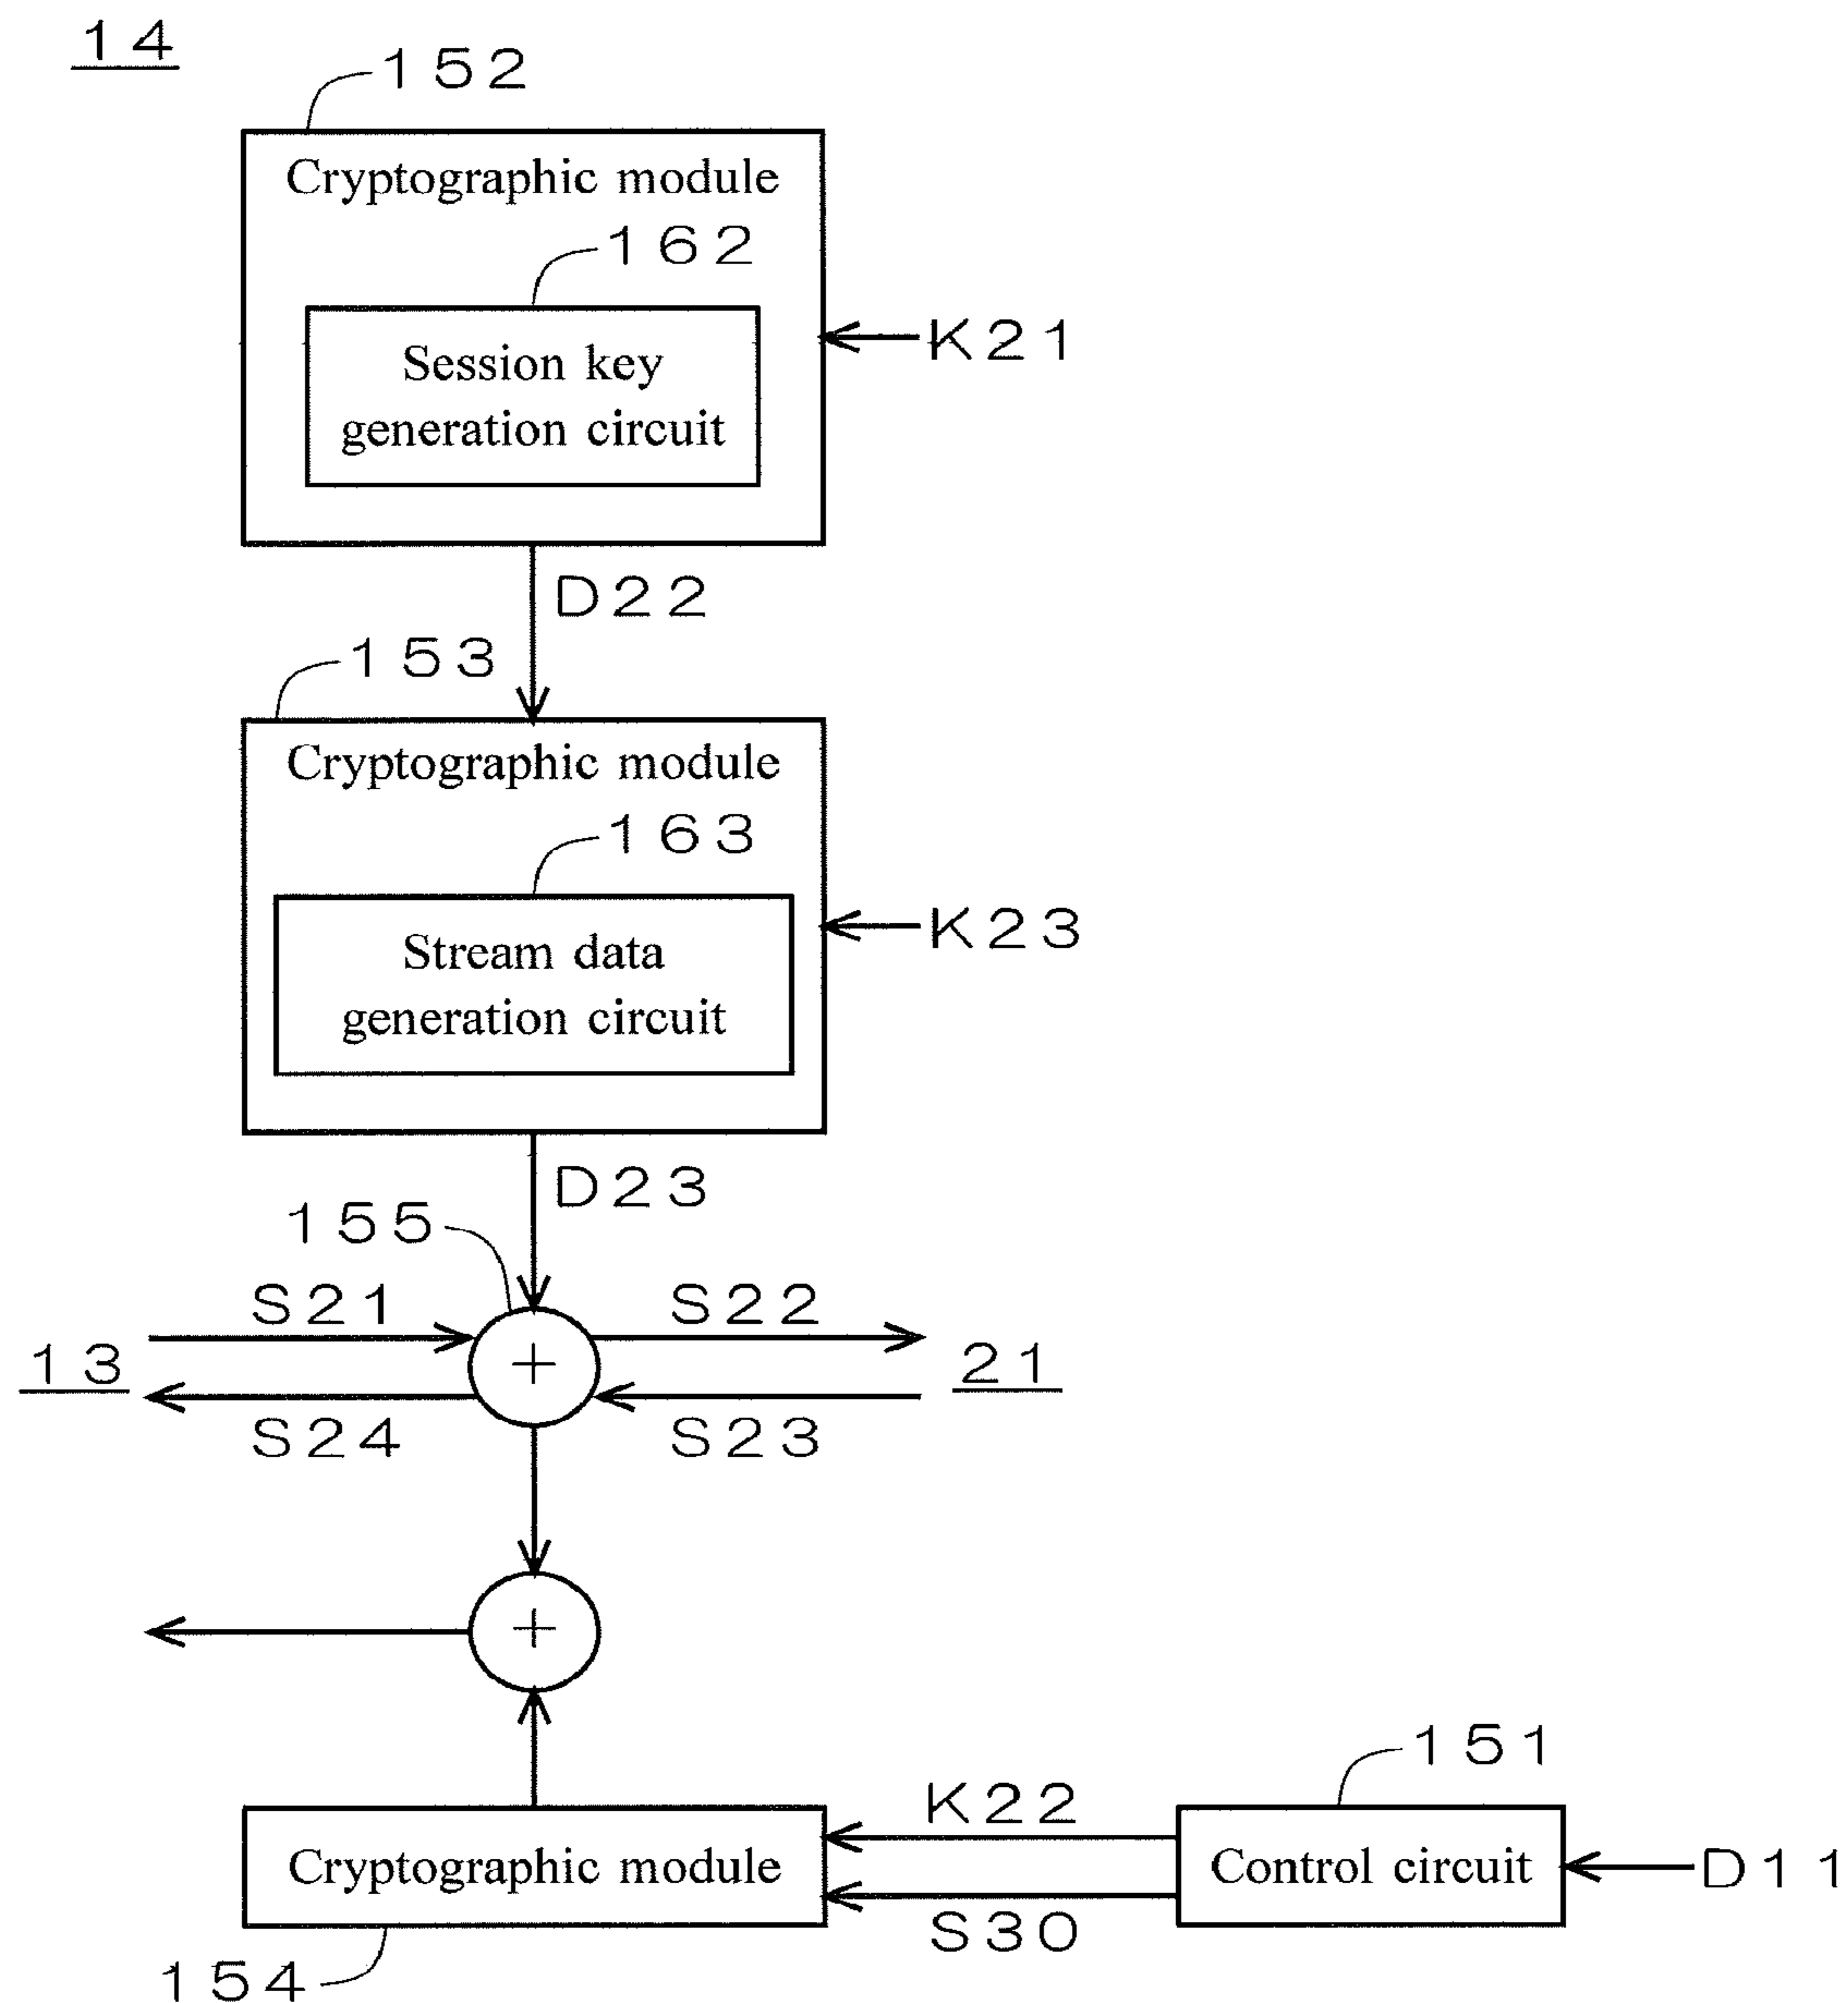 14
152
Cryptographic module
162
Session key
generation circuit
K21
D22
153
Cryptographic module
163
Stream data
generation circuit
K23
D23
155
S21
S22
13
21
S24
S23
151
K22
Cryptographic module
Control circuit
D11
S30
154